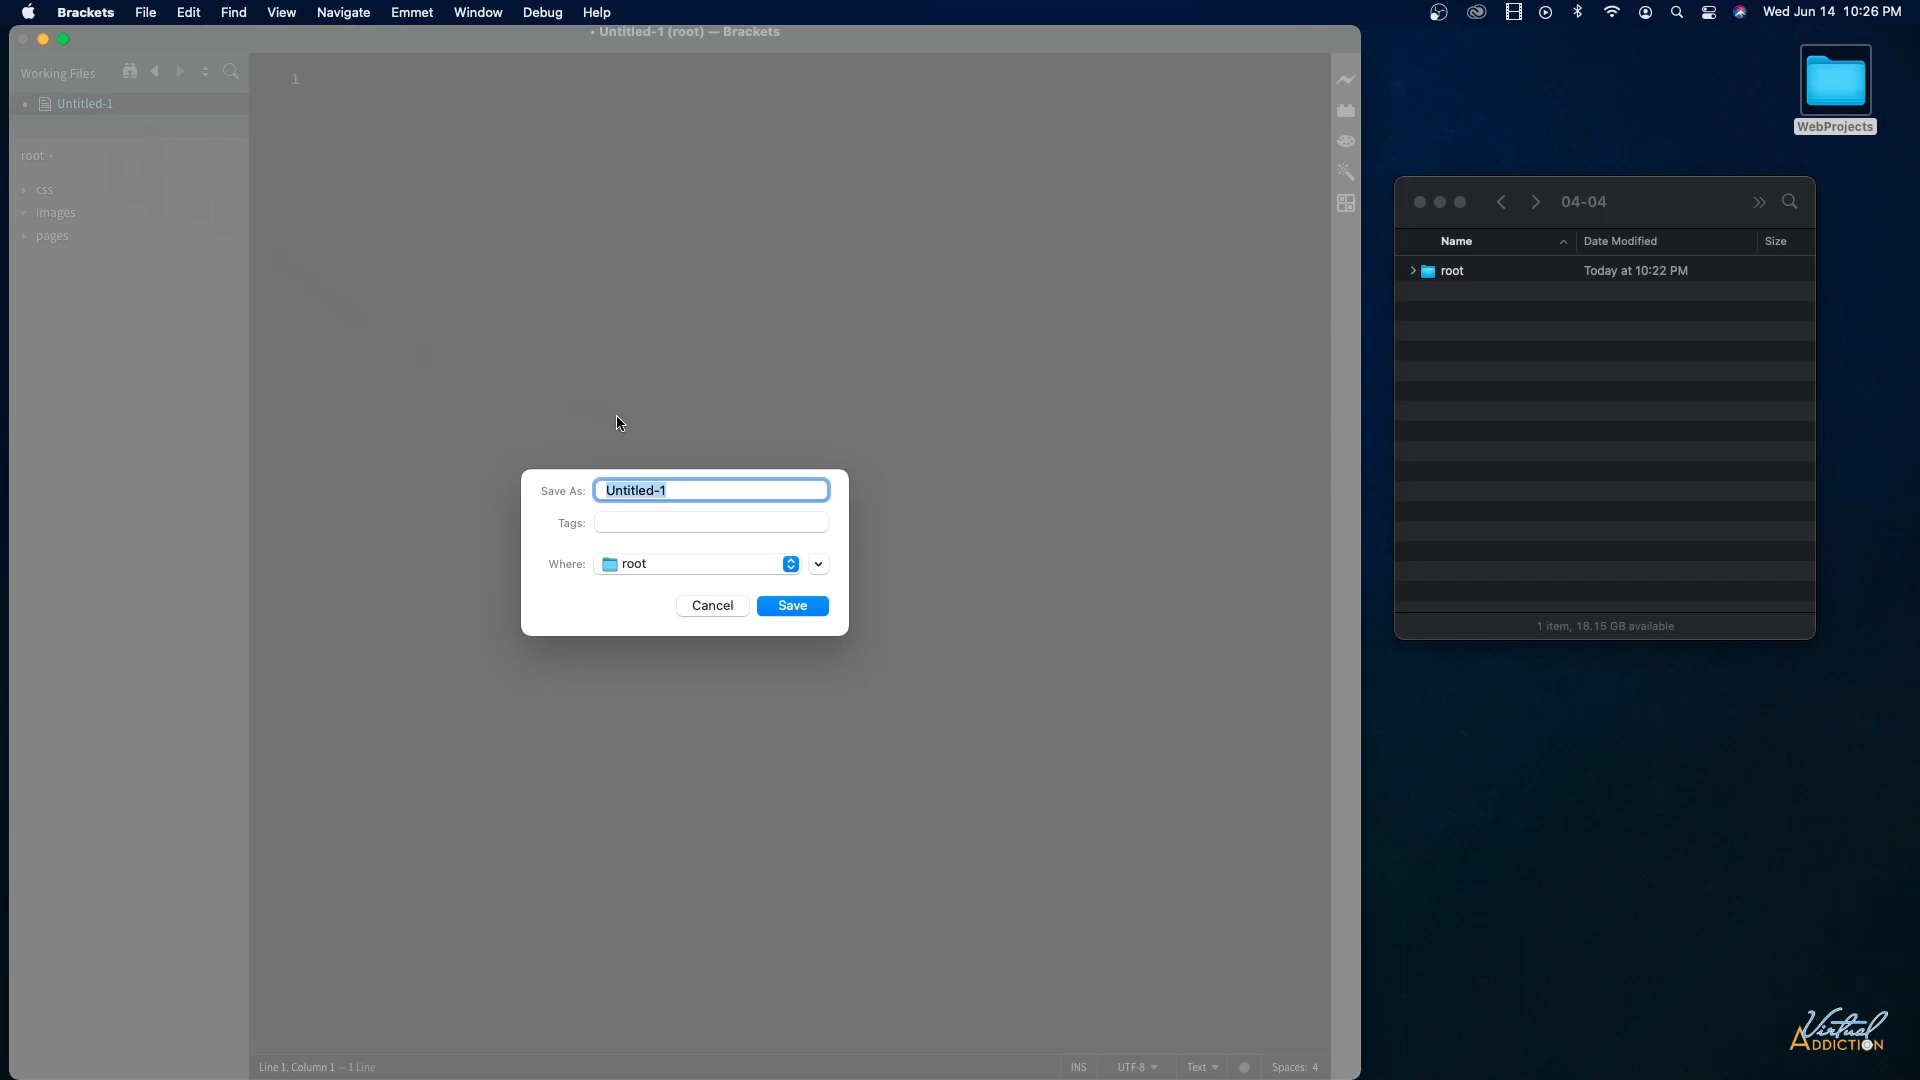 Brackets File Edit Find View Navigate Emmet Window Debug Help Wed Jun 14 10:26 PM
• Untitled-1 (root) — Brackets
Working Files
• Untitled-1
root
css
images
pages
1
Save As: Untitled-1
Tags:
Where: root
Cancel Save
WebProjects
04-04
Name Date Modified Size
root Today at 10:22 PM
1 item, 18.15 GB available
Line 1, Column 1 — 1 Line INS UTF-8 Text Spaces: 4
Virtual
ADDICTION